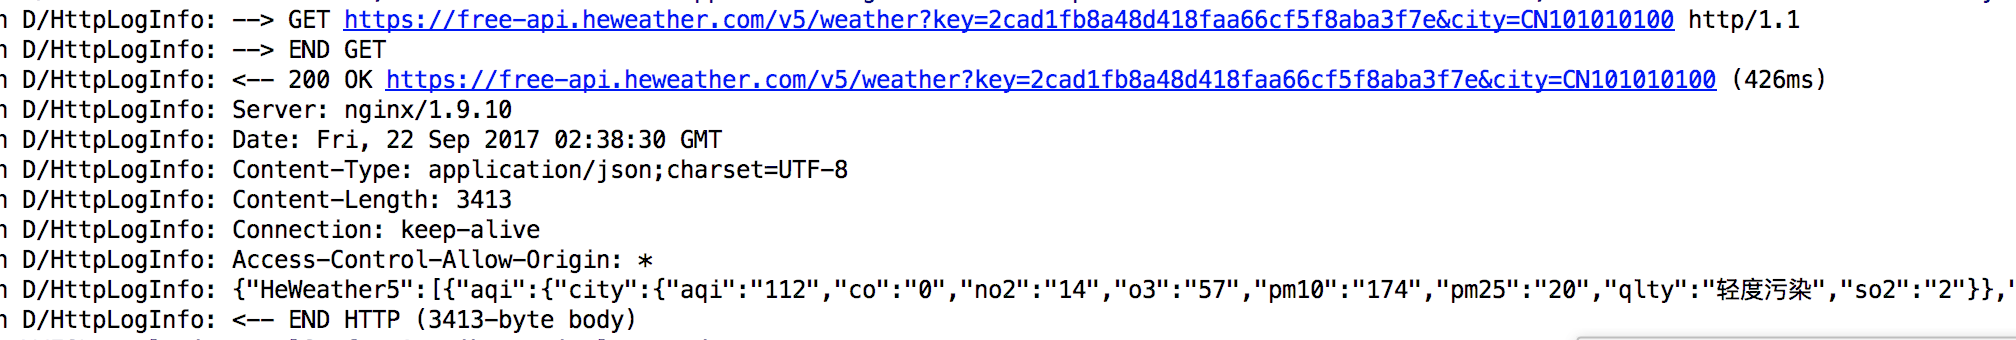 D/HttpLogInfo: --> GET https://free-api.heweather.com/v5/weather?key=2cad1fb8a48d418faa66cf5f8aba3f7e&city=CN101010100 http/1.1
D/HttpLogInfo: --> END GET
D/HttpLogInfo: <-- 200 OK https://free-api.heweather.com/v5/weather?key=2cad1fb8a48d418faa66cf5f8aba3f7e&city=CN101010100 (426ms)
D/HttpLogInfo: Server: nginx/1.9.10
D/HttpLogInfo: Date: Fri, 22 Sep 2017 02:38:30 GMT
D/HttpLogInfo: Content-Type: application/json;charset=UTF-8
D/HttpLogInfo: Content-Length: 3413
D/HttpLogInfo: Connection: keep-alive
D/HttpLogInfo: Access-Control-Allow-Origin: *
D/HttpLogInfo: {"HeWeather5":[{"aqi":{"city":{"aqi":"112","co":"0","no2":"14","o3":"57","pm10":"174","pm25":"20","qlty":"轻度污染","so2":"2"}},"
D/HttpLogInfo: <-- END HTTP (3413-byte body)